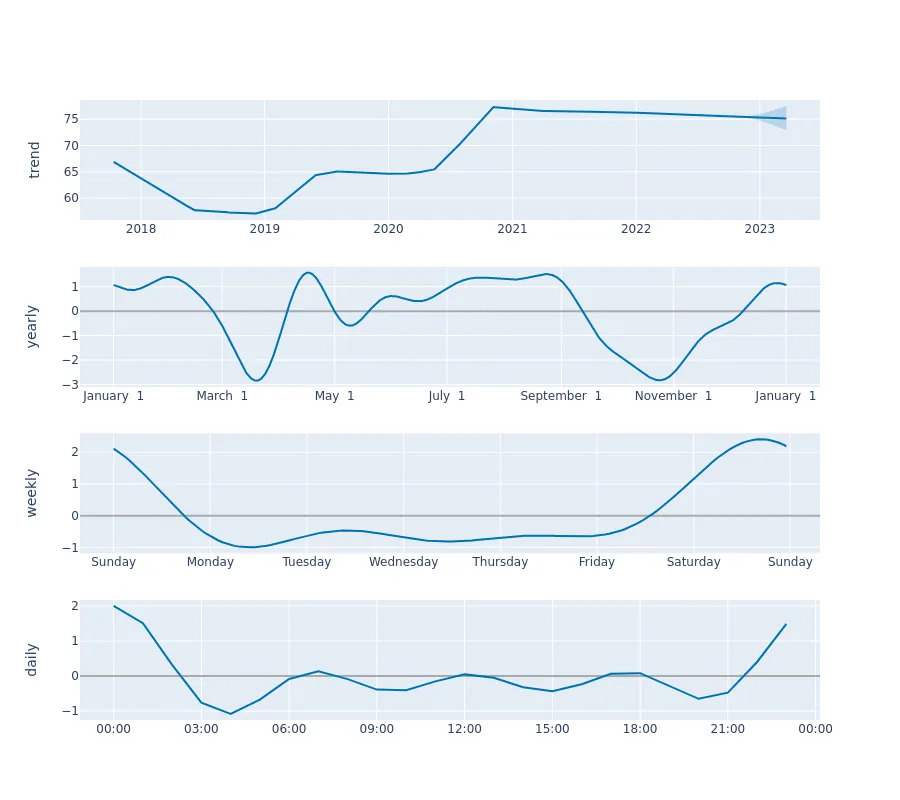 trend
75
70
65
60
2018 2019 2020 2021 2022 2023
yearly
1
0
−1
−2
−3
January 1 March 1 May 1 July 1 September 1 November 1 January 1
weekly
2
1
0
−1
Sunday Monday Tuesday Wednesday Thursday Friday Saturday Sunday
daily
2
1
0
−1
00:00 03:00 06:00 09:00 12:00 15:00 18:00 21:00 00:00